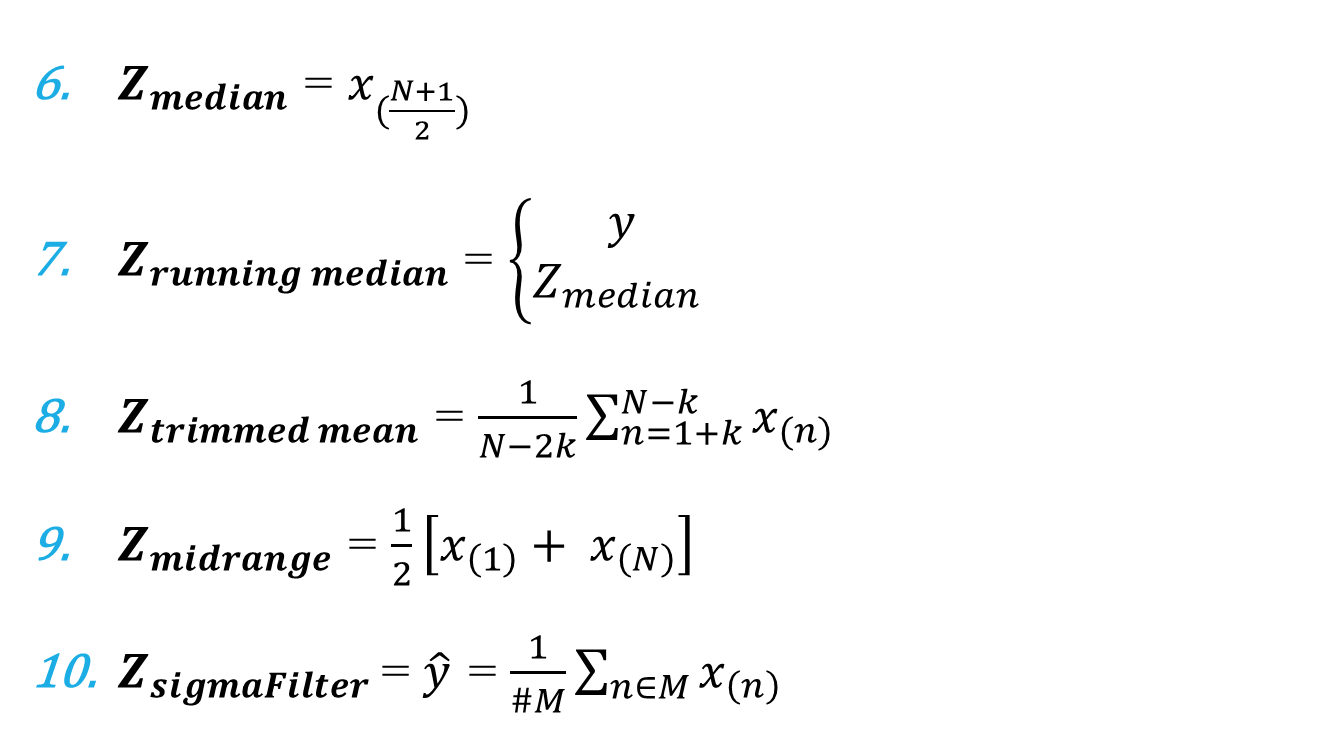 6. Z_median = x_((N+1)/2)
7. Z_running median = { y
Z_median
8. Z_trimmed mean = 1/(N−2k) ∑_{n=1+k}^{N−k} x_(n)
9. Z_midrange = 1/2 [x_(1) + x_(N)]
10. Z_sigmaFilter = ŷ = 1/#M ∑_{n∈M} x_(n)